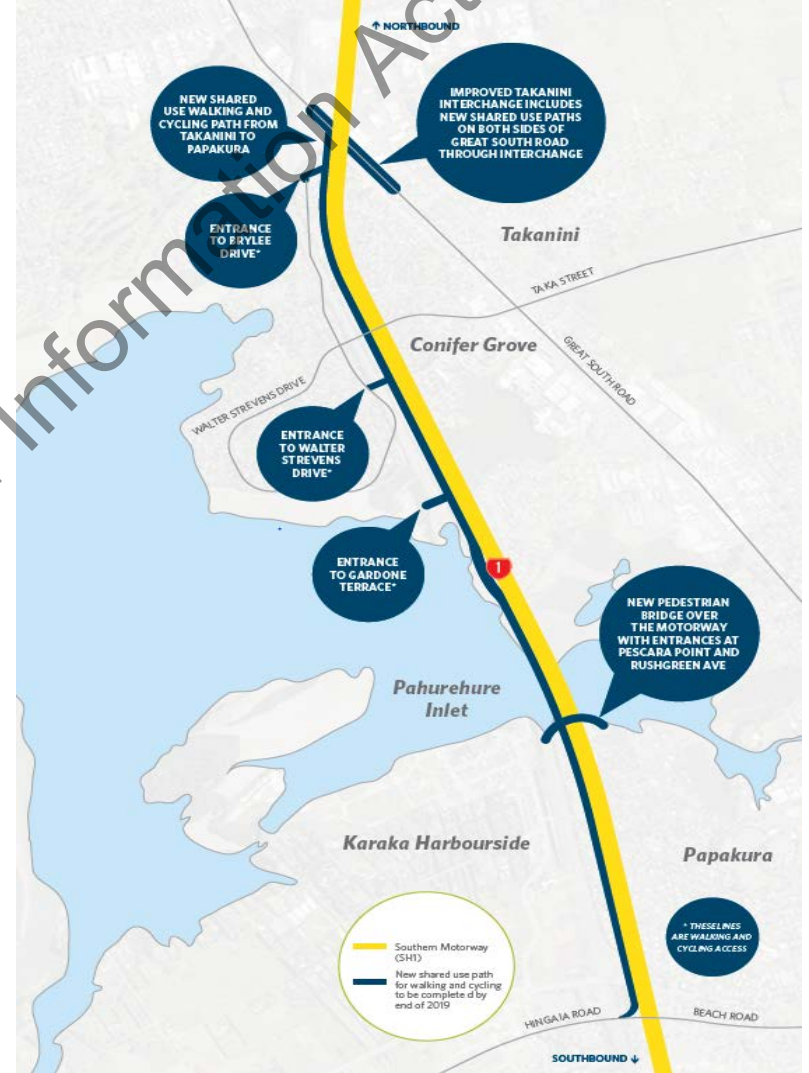 ↑ NORTHBOUND
NEW SHARED
USE WALKING AND
CYCLING PATH FROM
TAKANINI TO
PAPAKURA
IMPROVED TAKANINI
INTERCHANGE INCLUDES
NEW SHARED USE PATHS
ON BOTH SIDES OF
GREAT SOUTH ROAD
THROUGH INTERCHANGE
ENTRANCE
TO BRYLEE
DRIVE*
Takanini
TAKA STREET
Conifer Grove
GREAT SOUTH ROAD
WALTER STREVENS DRIVE
ENTRANCE
TO WALTER
STREVENS
DRIVE*
ENTRANCE
TO GARDONE
TERRACE*
1
NEW PEDESTRIAN
BRIDGE OVER
THE MOTORWAY
WITH ENTRANCES AT
PESCARA POINT AND
RUSHGREEN AVE
Pahurehure
Inlet
Karaka Harbourside
Papakura
* THESE LINES
ARE WALKING AND
CYCLING ACCESS
Southern Motorway
(SH1)
New shared use path
for walking and cycling
to be completed by
end of 2019
HINGAIA ROAD
BEACH ROAD
SOUTHBOUND ↓
Information Act